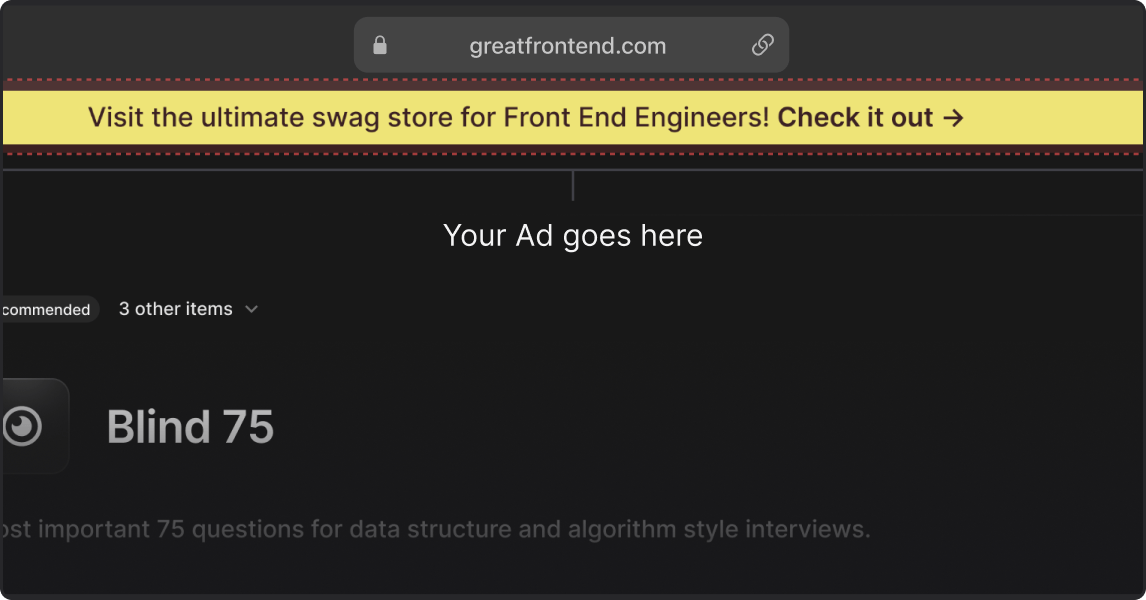 greatfrontend.com
Visit the ultimate swag store for Front End Engineers! Check it out →
Your Ad goes here
commended 3 other items
Blind 75
ost important 75 questions for data structure and algorithm style interviews.